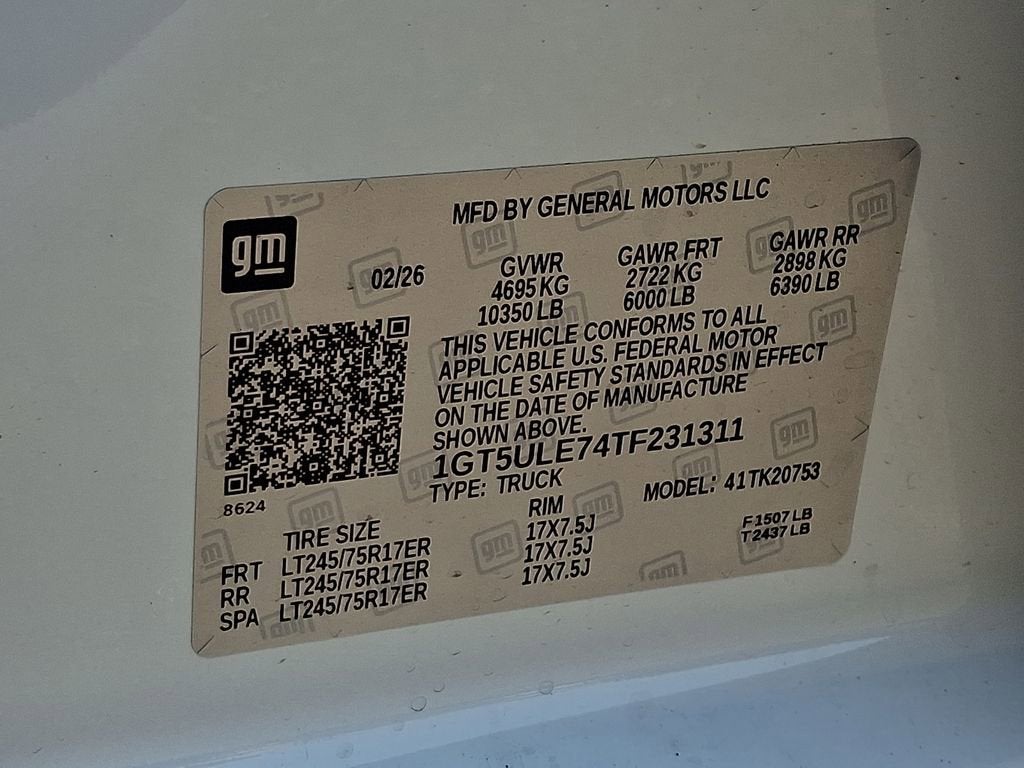 gm
MFD BY GENERAL MOTORS LLC
02/26
GVWR GAWR FRT GAWR RR
4695 KG 2722 KG 2898 KG
10350 LB 6000 LB 6390 LB
THIS VEHICLE CONFORMS TO ALL
APPLICABLE U.S. FEDERAL MOTOR
VEHICLE SAFETY STANDARDS IN EFFECT
ON THE DATE OF MANUFACTURE
SHOWN ABOVE.
1GT5ULE74TF231311
TYPE: TRUCK MODEL: 41TK20753
8624
TIRE SIZE RIM
FRT LT245/75R17ER 17X7.5J F 1507 LB
RR LT245/75R17ER 17X7.5J T 2437 LB
SPA LT245/75R17ER 17X7.5J